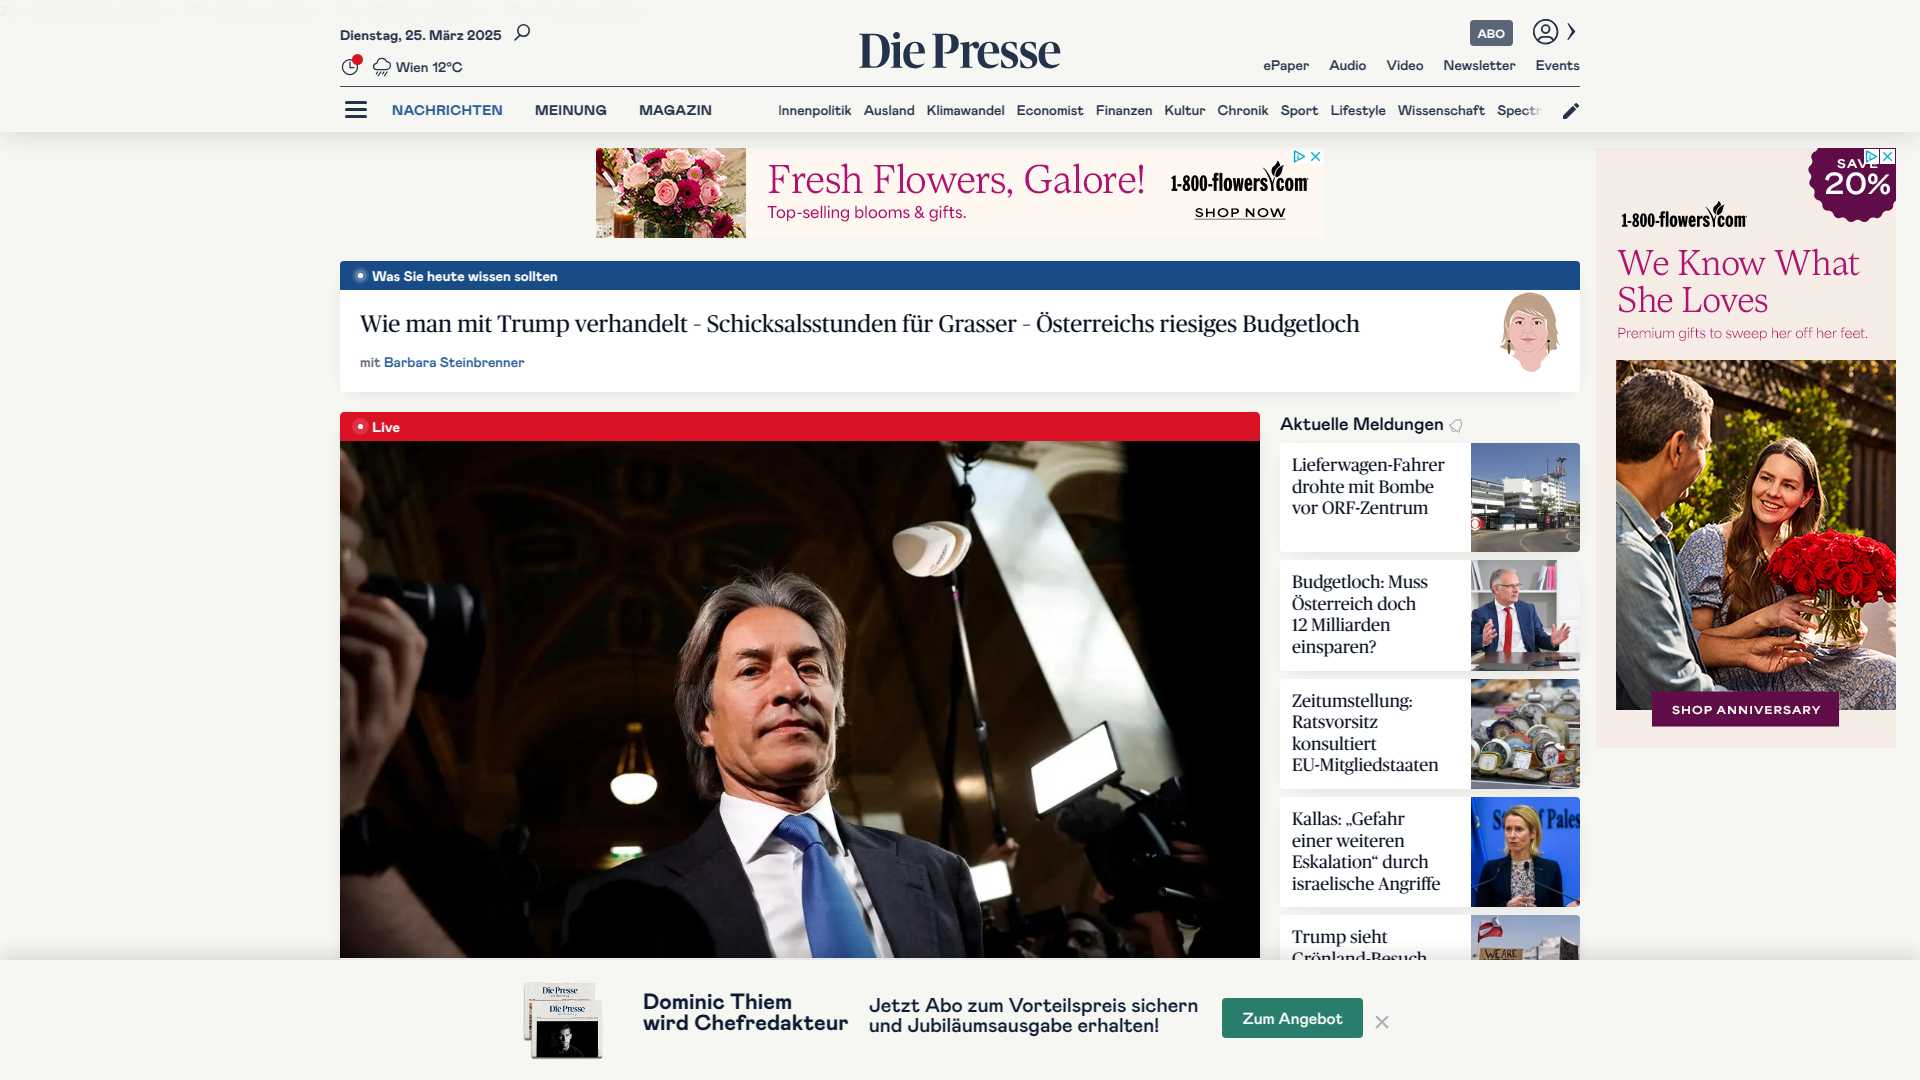 Dienstag, 25. März 2025
Wien 12°C
Die Presse
ABO
ePaper Audio Video Newsletter Events
NACHRICHTEN MEINUNG MAGAZIN
Innenpolitik Ausland Klimawandel Economist Finanzen Kultur Chronik Sport Lifestyle Wissenschaft Spectr
Fresh Flowers, Galore!
Top-selling blooms & gifts.
1-800-flowers.com
SHOP NOW
SAVE
20%
1-800-flowers.com
We Know What
She Loves
Premium gifts to sweep her off her feet.
SHOP ANNIVERSARY
Was Sie heute wissen sollten
Wie man mit Trump verhandelt – Schicksalsstunden für Grasser – Österreichs riesiges Budgetloch
mit Barbara Steinbrenner
Live
Aktuelle Meldungen
Lieferwagen-Fahrer
drohte mit Bombe
vor ORF-Zentrum
Budgetloch: Muss
Österreich doch
12 Milliarden
einsparen?
Zeitumstellung:
Ratsvorsitz
konsultiert
EU-Mitgliedstaaten
Kallas: „Gefahr
einer weiteren
Eskalation“ durch
israelische Angriffe
Trump sieht
Grönland-Besuch
WE ARE
Die Presse
Die Presse
Dominic Thiem
wird Chefredakteur
Jetzt Abo zum Vorteilspreis sichern
und Jubiläumsausgabe erhalten!
Zum Angebot